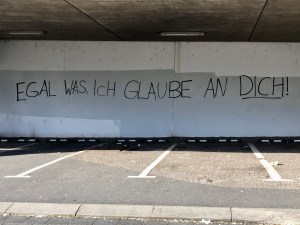 EGAL WAS. ICH GLAUBE AN DICH!